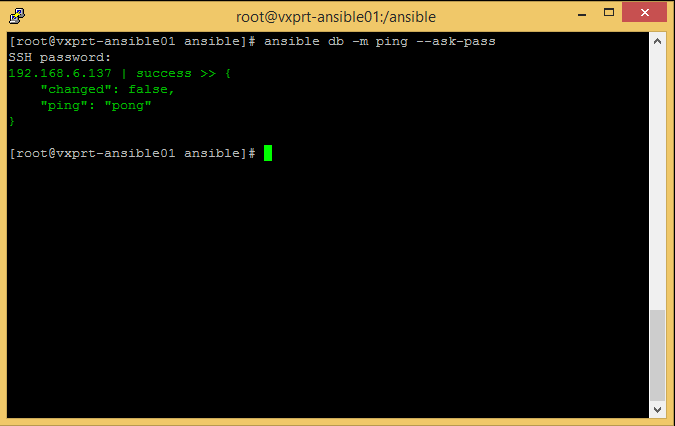 root@vxprt-ansible01:/ansible
[root@vxprt-ansible01 ansible]# ansible db -m ping --ask-pass
SSH password:
192.168.6.137 | success >> {
    "changed": false,
    "ping": "pong"
}
[root@vxprt-ansible01 ansible]#